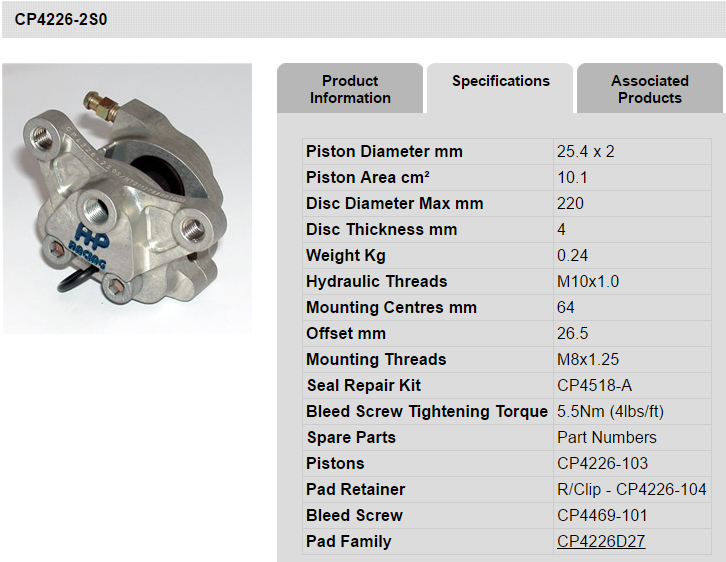 CP4226-2S0
Product
Information
Specifications
Associated
Products
Piston Diameter mm 25.4 x 2
Piston Area cm² 10.1
Disc Diameter Max mm 220
Disc Thickness mm 4
Weight Kg 0.24
Hydraulic Threads M10x1.0
Mounting Centres mm 64
Offset mm 26.5
Mounting Threads M8x1.25
Seal Repair Kit CP4518-A
Bleed Screw Tightening Torque 5.5Nm (4lbs/ft)
Spare Parts Part Numbers
Pistons CP4226-103
Pad Retainer R/Clip - CP4226-104
Bleed Screw CP4469-101
Pad Family CP4226D27
RACING